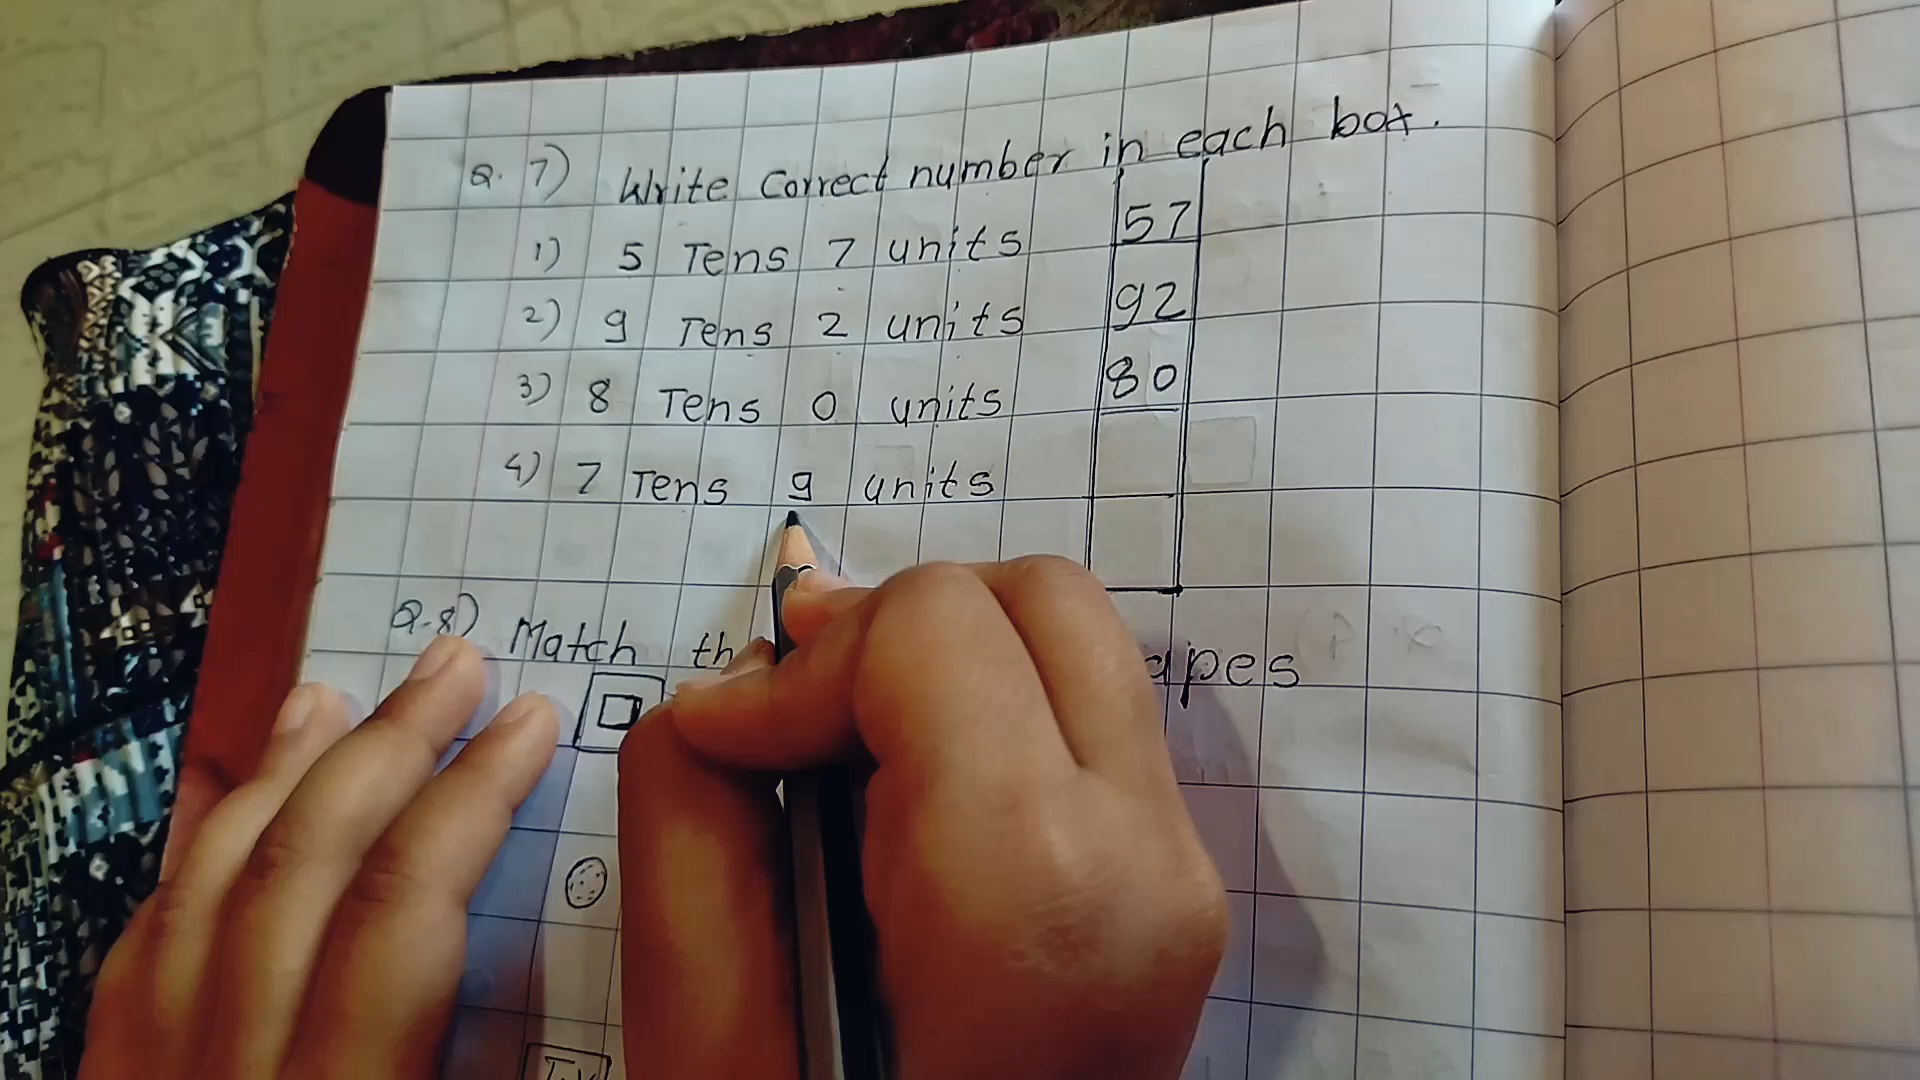 Q. 7) Write Correct number in each box.
1) 5 Tens 7 units 57
2) 9 Tens 2 units 92
3) 8 Tens 0 units 80
4) 7 Tens 9 units
Q-8) Match